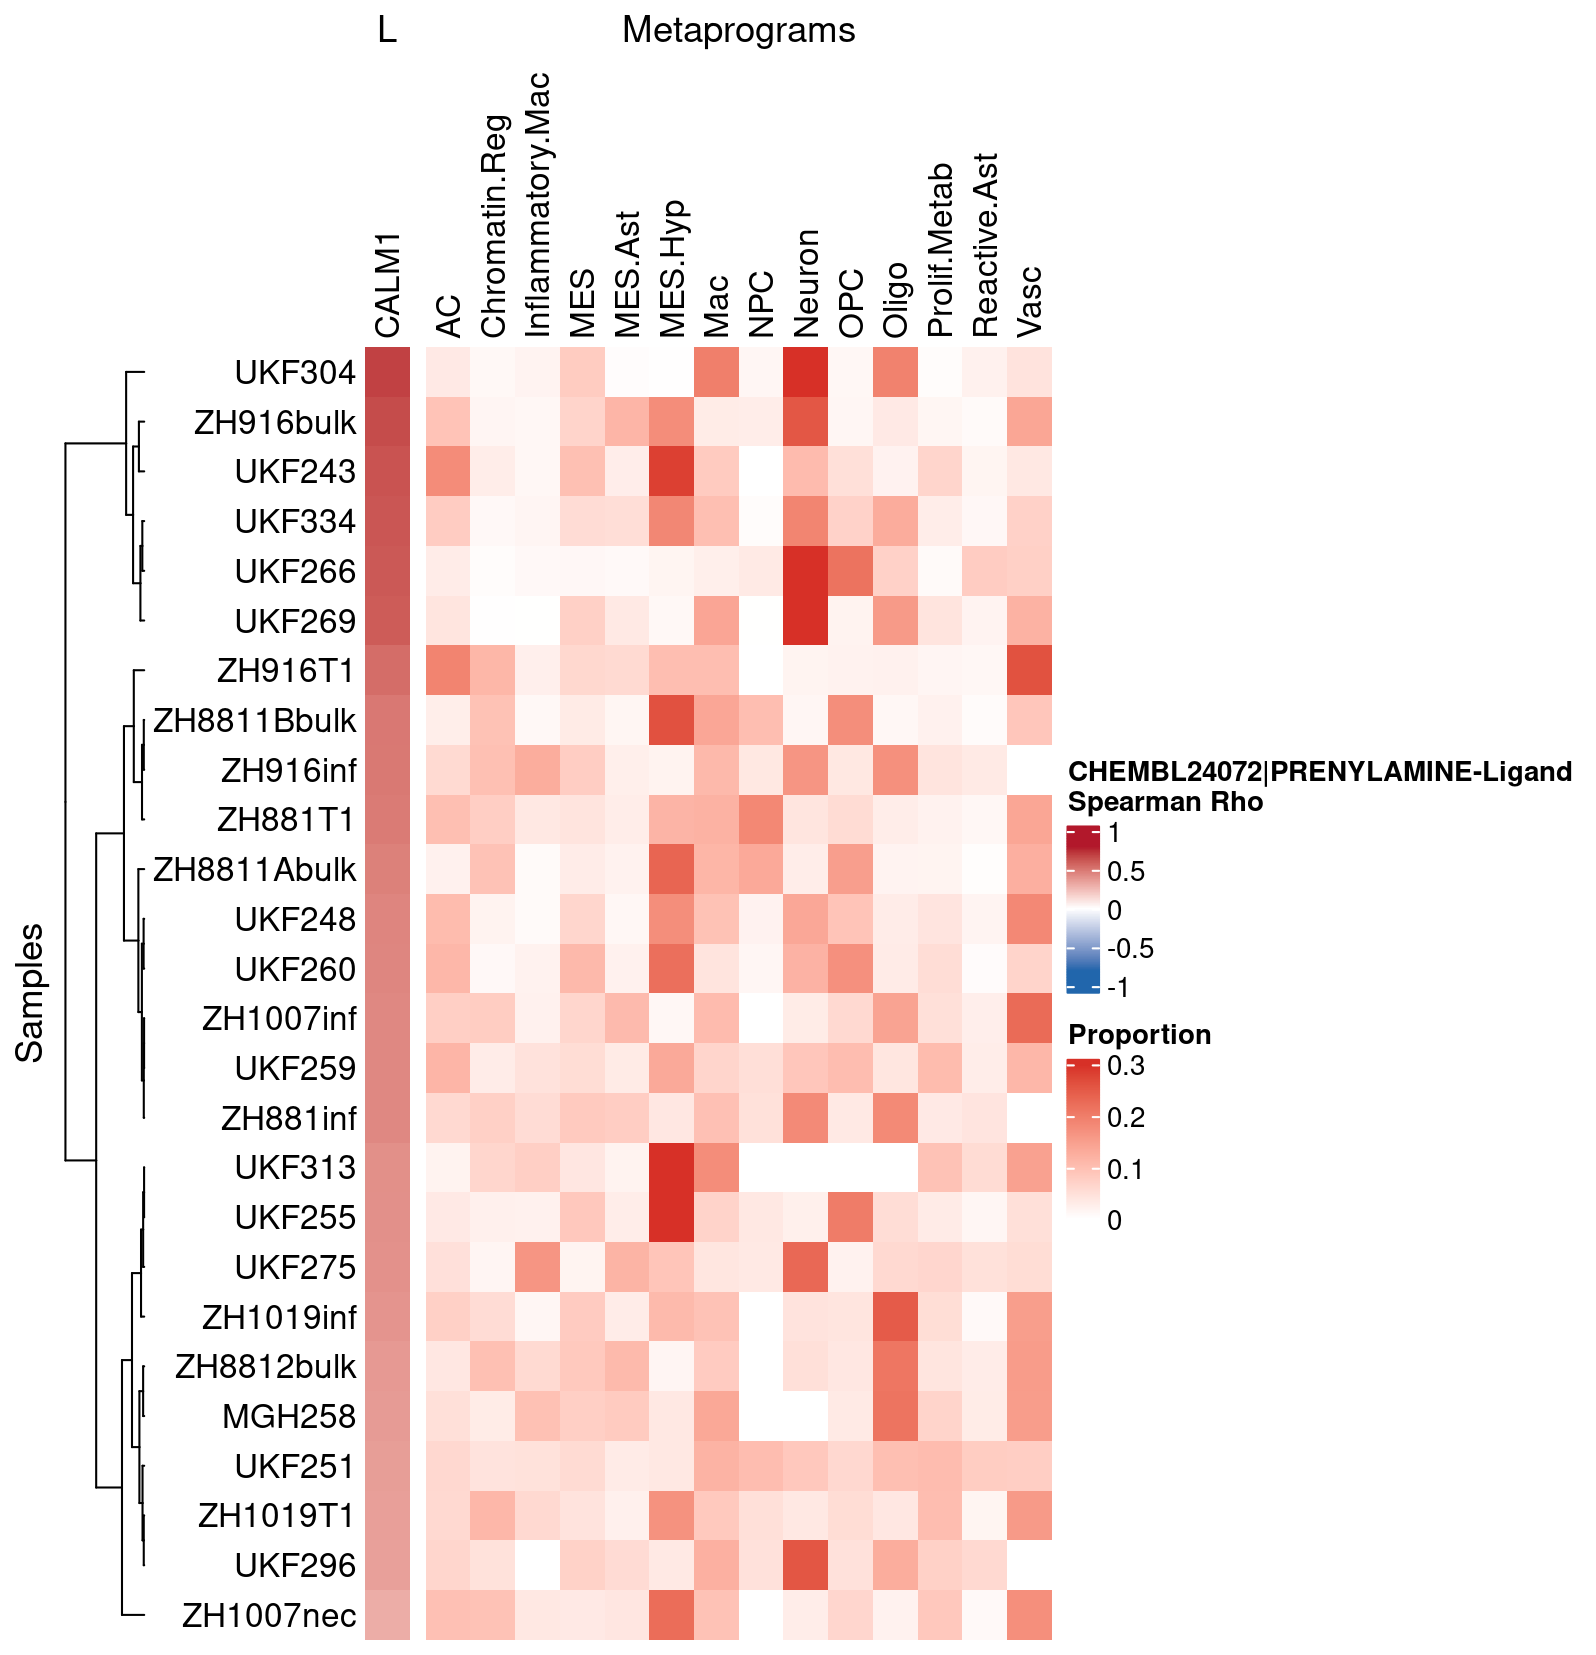 L Metaprograms
CALM1 AC Chromatin.Reg Inflammatory.Mac MES MES.Ast MES.Hyp Mac NPC Neuron OPC Oligo Prolif.Metab Reactive.Ast Vasc
Samples
UKF304
ZH916bulk
UKF243
UKF334
UKF266
UKF269
ZH916T1
ZH8811Bbulk
ZH916inf
ZH881T1
ZH8811Abulk
UKF248
UKF260
ZH1007inf
UKF259
ZH881inf
UKF313
UKF255
UKF275
ZH1019inf
ZH8812bulk
MGH258
UKF251
ZH1019T1
UKF296
ZH1007nec
CHEMBL24072|PRENYLAMINE-Ligand
Spearman Rho
1
0.5
0
-0.5
-1
Proportion
0.3
0.2
0.1
0